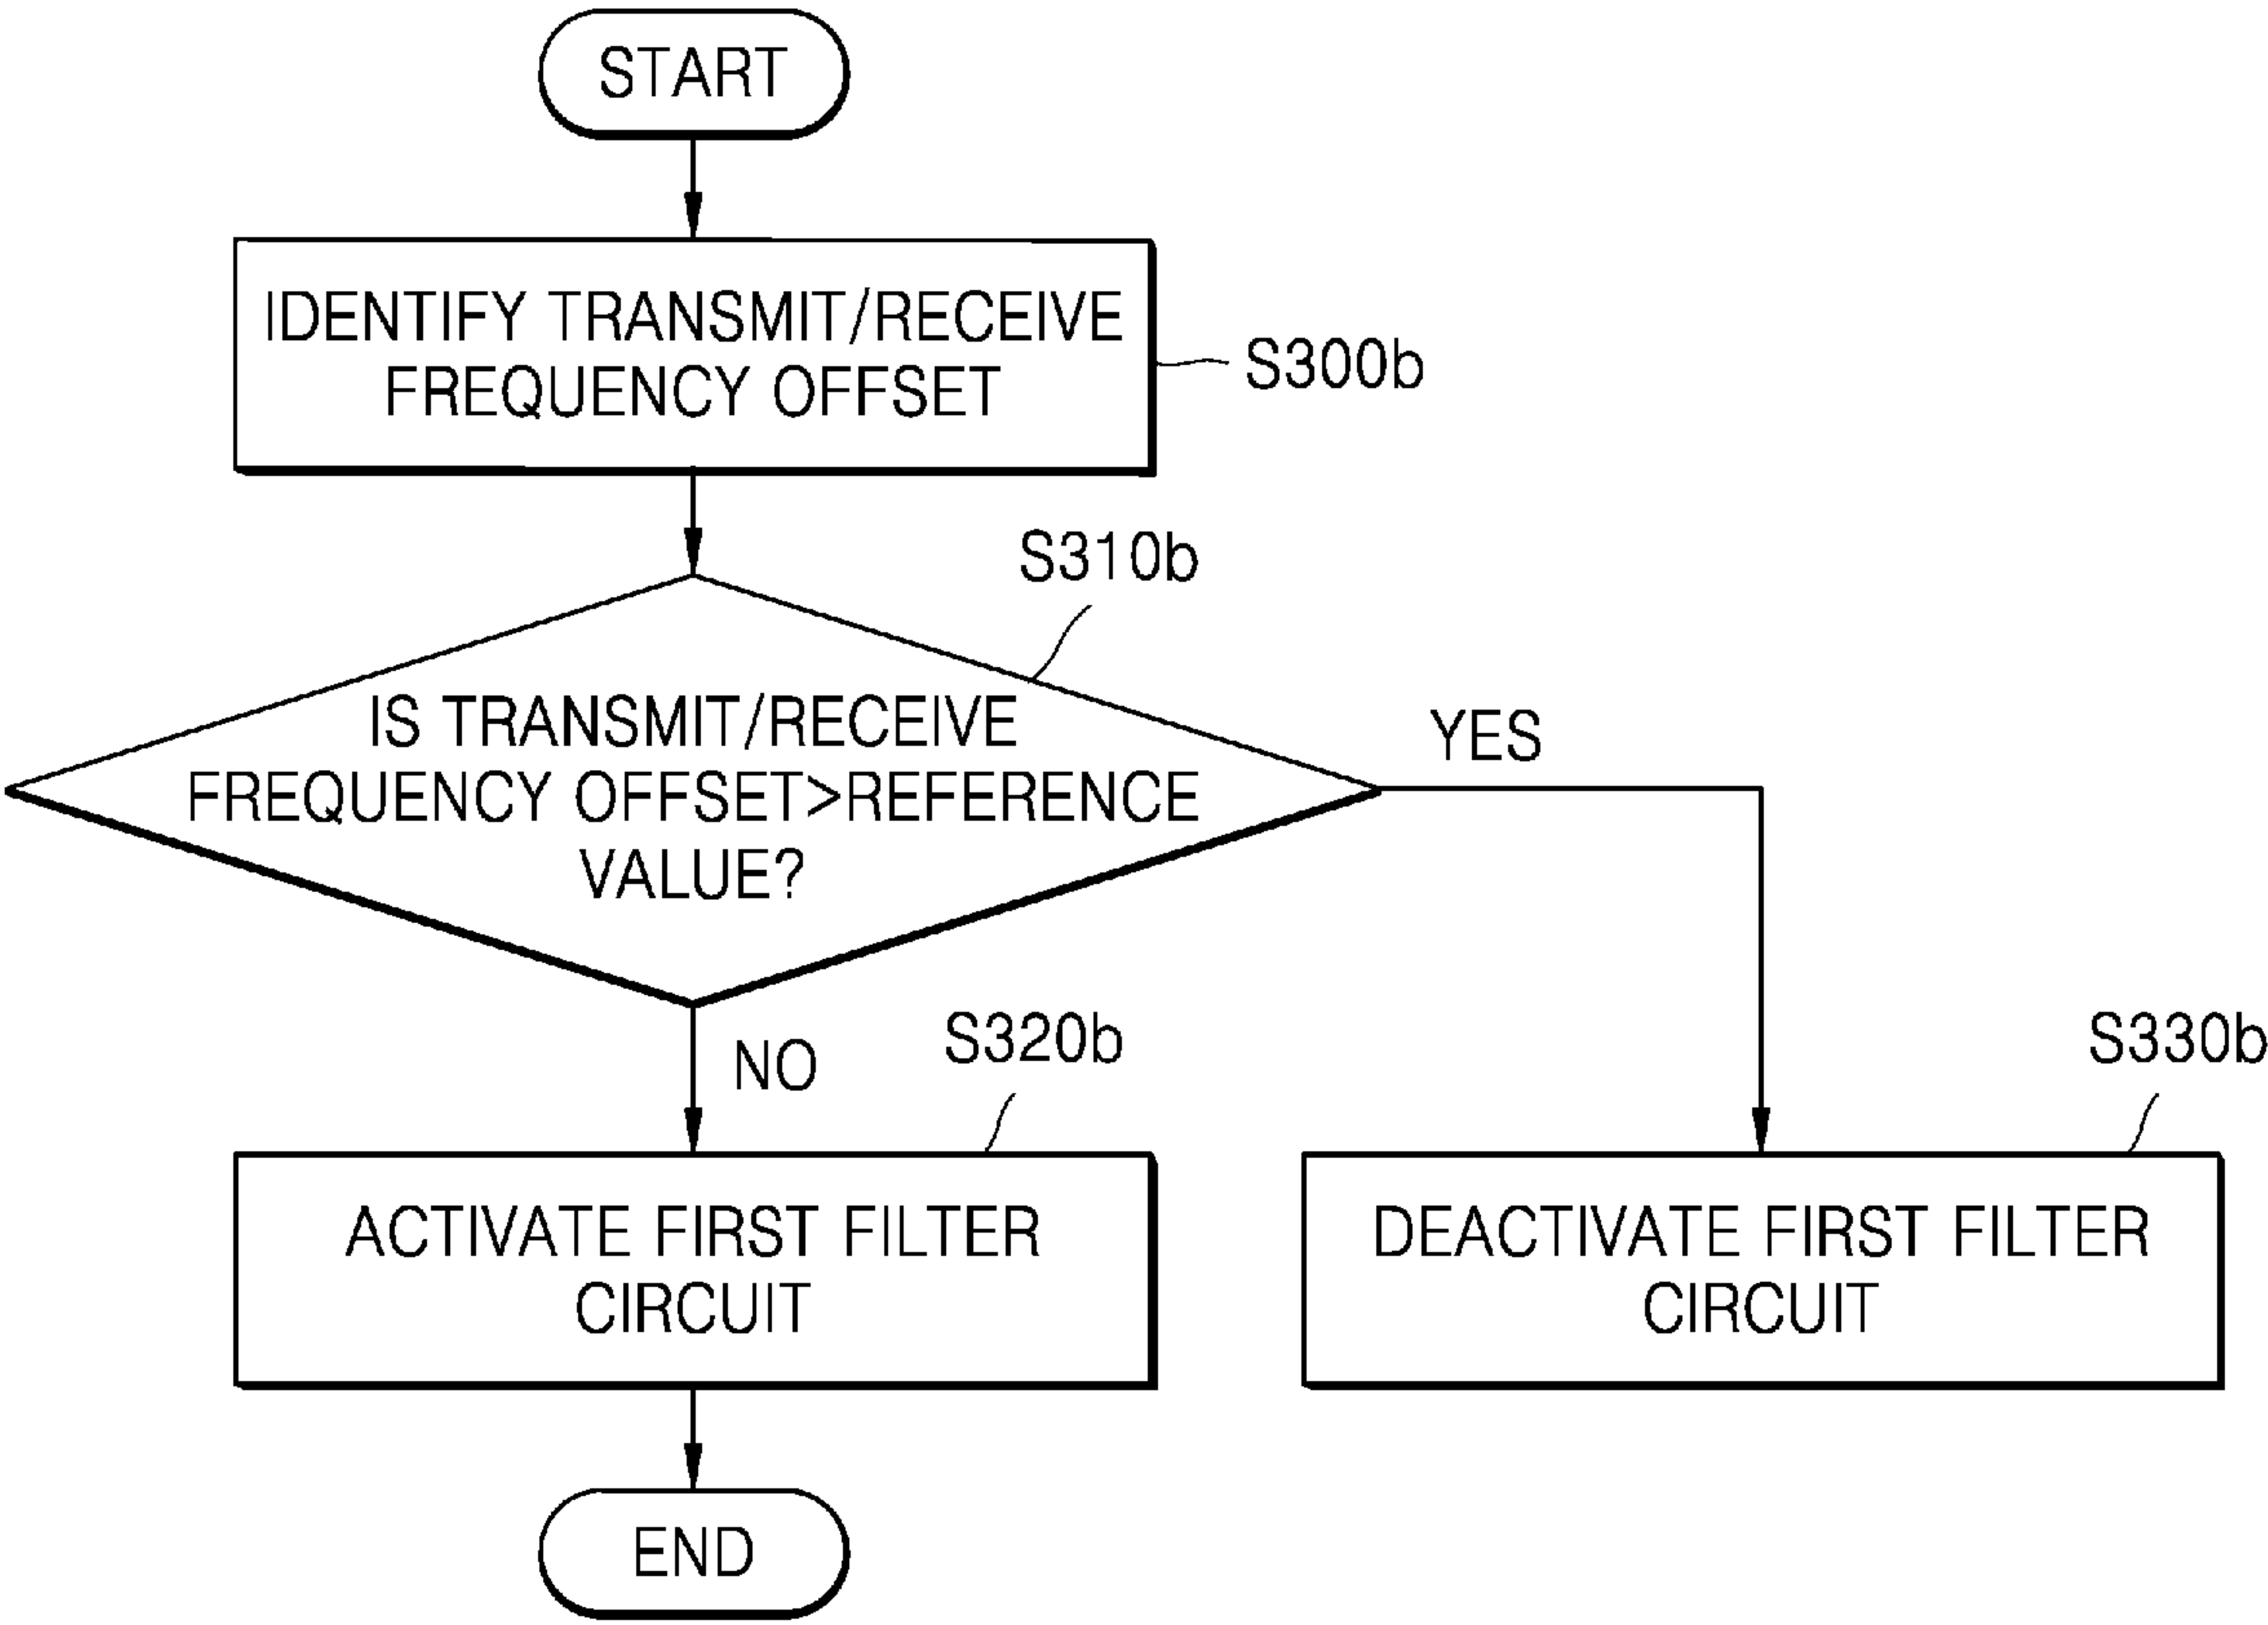 START
IDENTIFY TRANSMIT/RECEIVE
FREQUENCY OFFSET
S300b
S310b
IS TRANSMIT/RECEIVE
FREQUENCY OFFSET>REFERENCE
VALUE?
YES
NO
S320b
S330b
ACTIVATE FIRST FILTER
CIRCUIT
DEACTIVATE FIRST FILTER
CIRCUIT
END